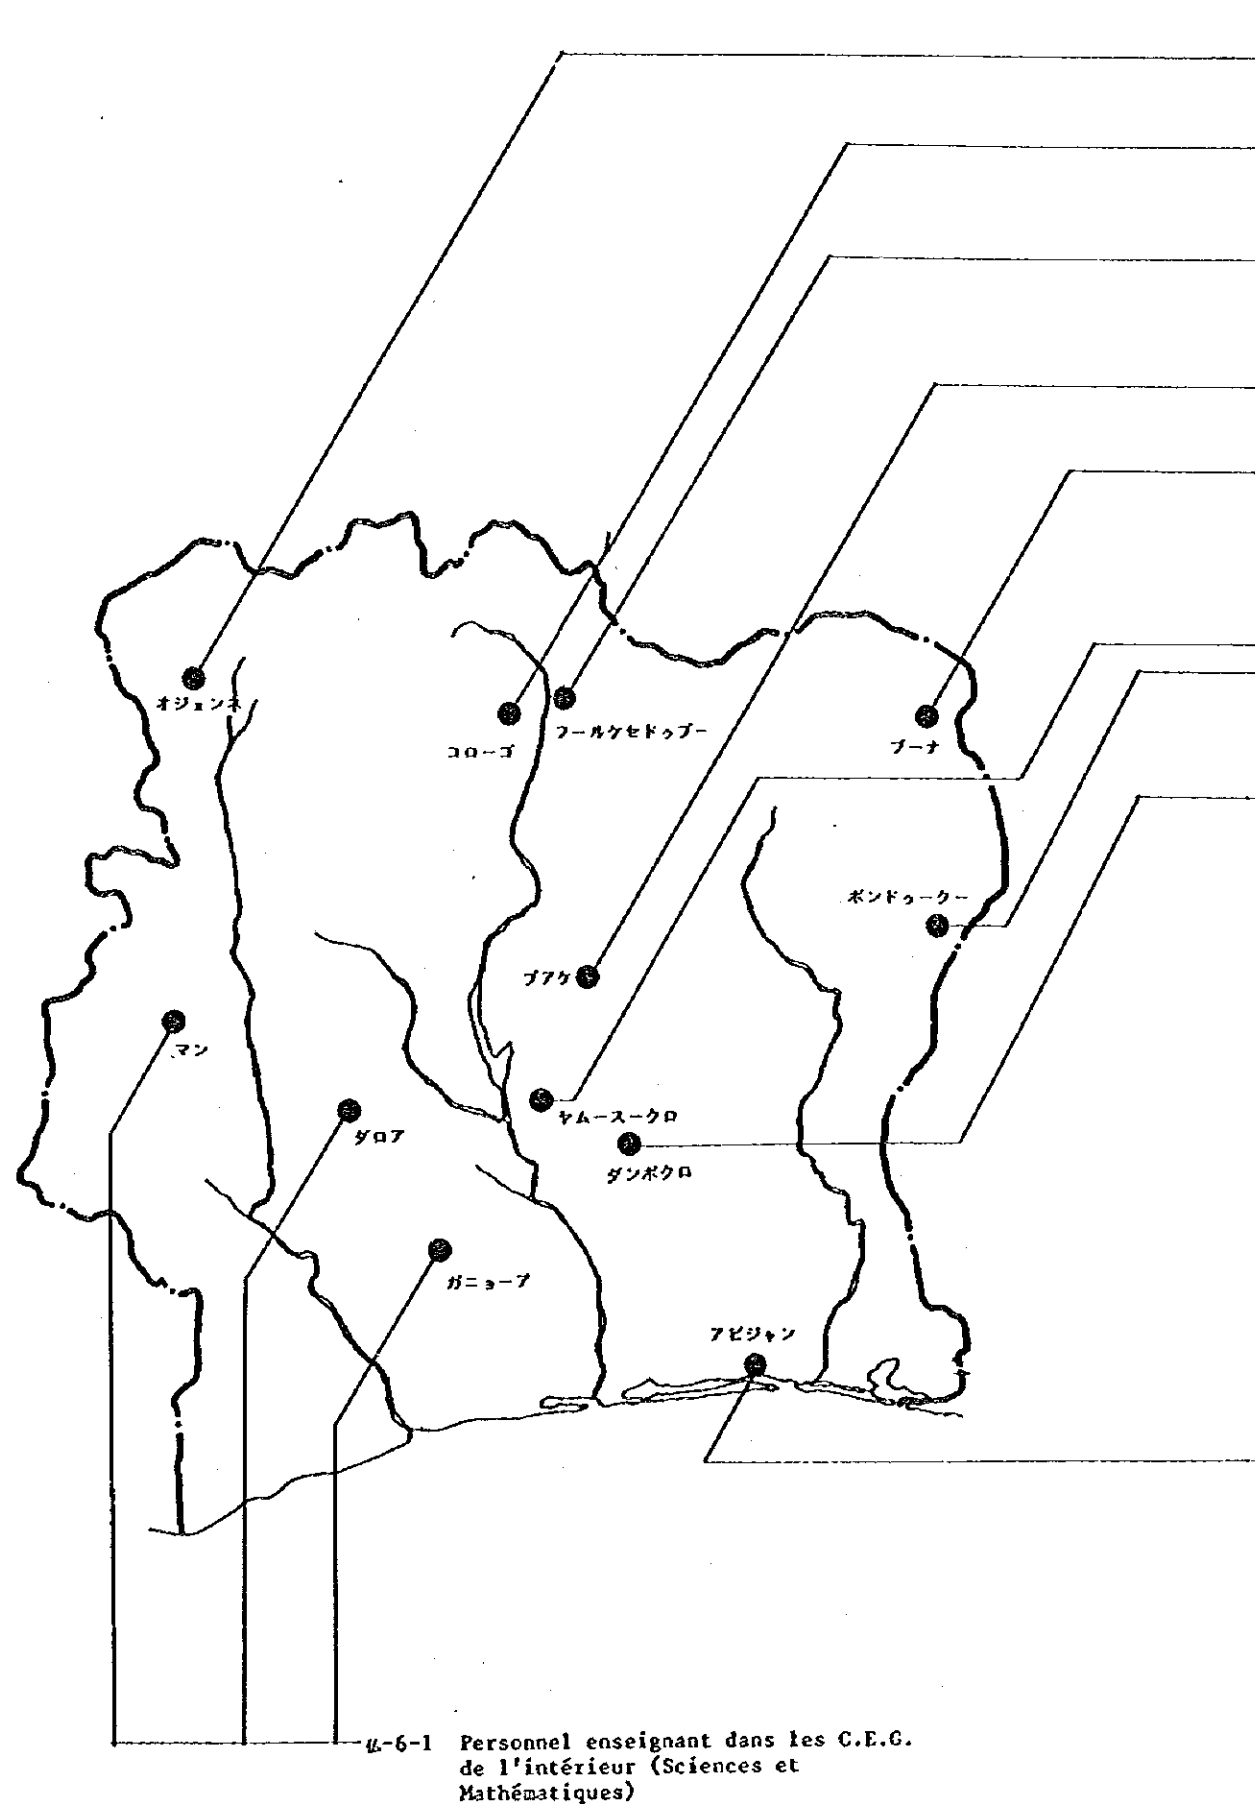 オジェンネ
コローゴ
フールケセドゥブー
ブーナ
ボンドゥークー
ブアケ
マン
ヤムースークロ
ダロア
ダンボクロ
ガニョーア
アビジャン
4-6-1 Personnel enseignant dans les C.E.G.
de l'intérieur (Sciences et
Mathématiques)